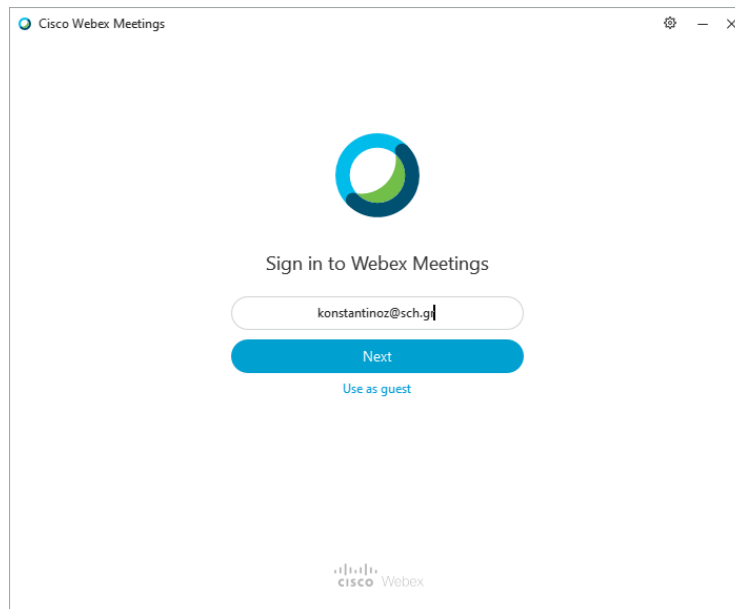 Cisco Webex Meetings
Sign in to Webex Meetings
konstantinoz@sch.gr
Next
Use as guest
cisco Webex